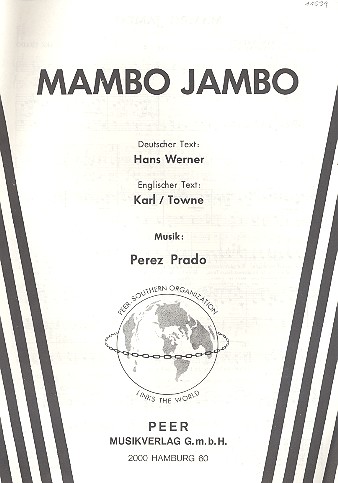 MAMBO JAMBO
Deutscher Text:
Hans Werner
Englischer Text:
Karl / Towne
Musik:
Perez Prado
PEER-SOUTHERN ORGANIZATION
LINKS THE WORLD
PEER
MUSIKVERLAG G.m.b.H.
2000 HAMBURG 60